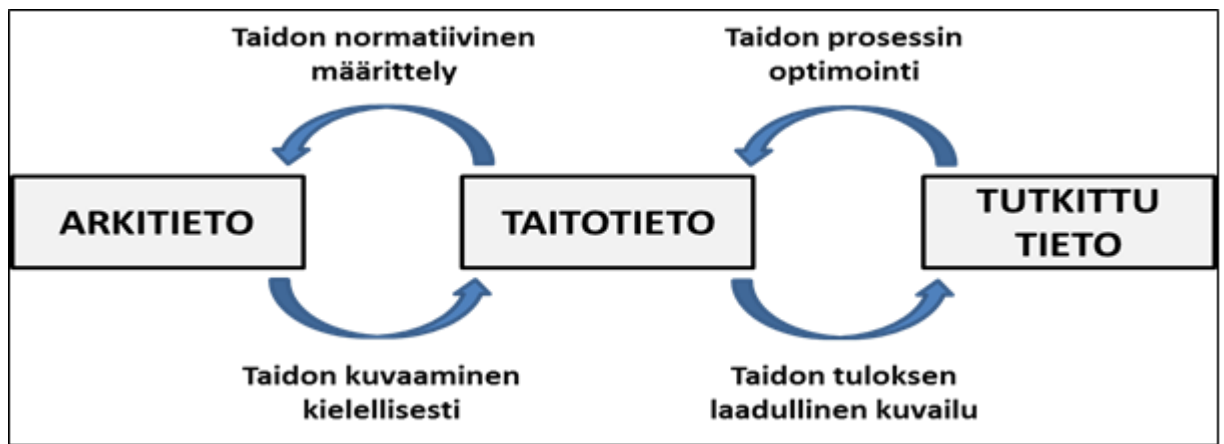 Taidon normatiivinen
määrittely
Taidon prosessin
optimointi
ARKITIETO
TAITOTIETO
TUTKITTU
TIETO
Taidon kuvaaminen
kielellisesti
Taidon tuloksen
laadullinen kuvailu